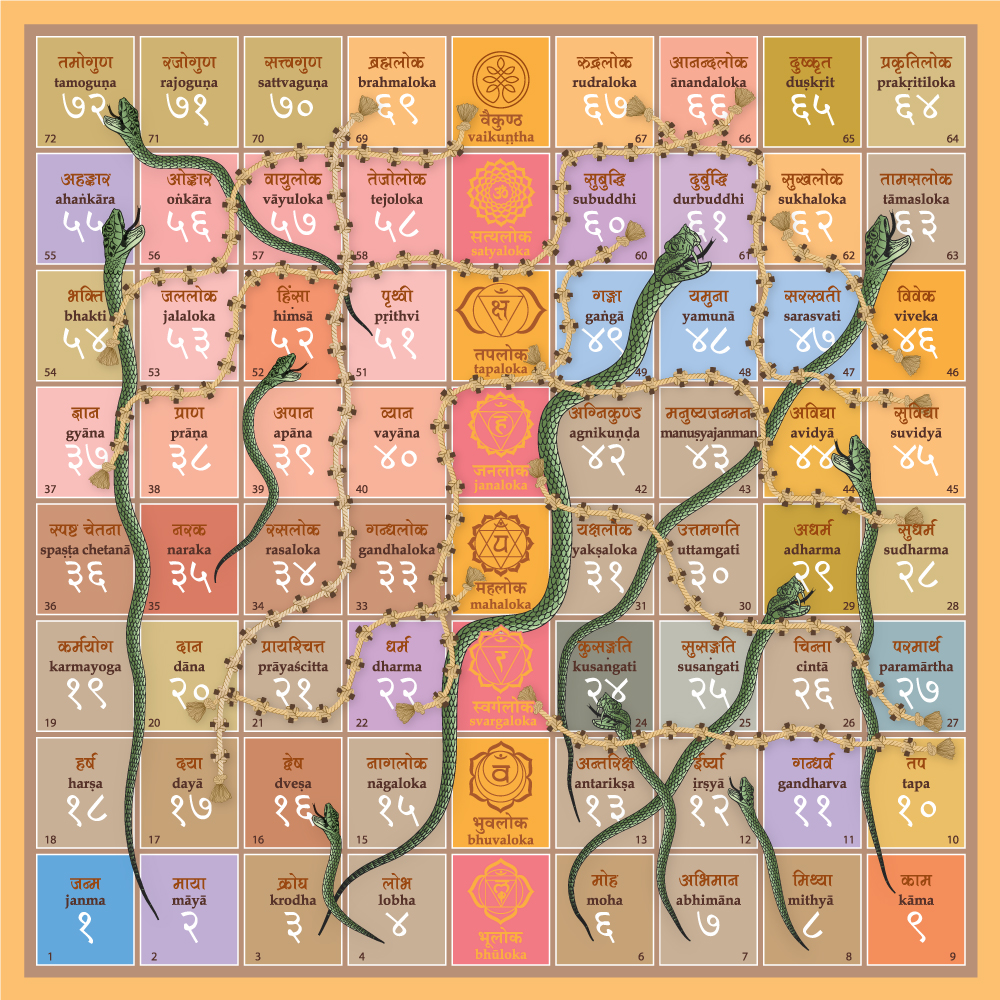 तमोगुण
tamoguṇa
७२
72
रजोगुण
rajoguṇa
७१
71
सत्त्वगुण
sattvaguṇa
७०
70
ब्रह्मलोक
brahmaloka
६९
69
वैकुण्ठ
vaikuṇṭha
रुद्रलोक
rudraloka
६७
67
आनन्दलोक
ānandaloka
६६
66
दुष्कृत
duṣkṛit
६५
65
प्रकृतिलोक
prakṛitiloka
६४
64
अहङ्कार
ahaṅkāra
५५
55
ओङ्कार
oṅkāra
५६
56
वायुलोक
vāyuloka
५७
57
तेजोलोक
tejoloka
५८
58
ॐ
सत्यलोक
satyaloka
सुबुद्धि
subuddhi
६०
60
दुर्बुद्धि
durbuddhi
६१
61
सुखलोक
sukhaloka
६२
62
तामसलोक
tāmasloka
६३
63
भक्ति
bhakti
५४
54
जललोक
jalaloka
५३
53
हिंसा
himsā
५२
52
पृथ्वी
pṛithvi
५१
51
क्ष
तपलोक
tapaloka
गङ्गा
gaṅgā
४९
49
यमुना
yamunā
४८
48
सरस्वती
sarasvati
४७
47
विवेक
viveka
४६
46
ज्ञान
gyāna
३७
37
प्राण
prāṇa
३८
38
अपान
apāna
३९
39
व्यान
vayāna
४०
40
हं
जनलोक
janaloka
अग्निकुण्ड
agnikuṇḍa
४२
42
मनुष्यजन्मन
manuṣyajanman
४३
43
अविद्या
avidyā
४४
44
सुविद्या
suvidyā
४५
45
स्पष्ट चेतना
spaṣṭa chetanā
३६
36
नरक
naraka
३५
35
रसलोक
rasaloka
३४
34
गन्धलोक
gandhaloka
३३
33
यं
महलोक
mahaloka
यक्षलोक
yakṣaloka
३१
31
उत्तमगति
uttamgati
३०
30
अधर्म
adharma
२९
29
सुधर्म
sudharma
२८
28
कर्मयोग
karmayoga
१९
19
दान
dāna
२०
20
प्रायश्चित्त
prāyaścitta
२१
21
धर्म
dharma
२२
22
रं
स्वर्गलोक
svargaloka
कुसङ्गति
kusaṅgati
२४
24
सुसङ्गति
susaṅgati
२५
25
चिन्ता
cintā
२६
26
परमार्थ
paramārtha
२७
27
हर्ष
harṣa
१८
18
दया
dayā
१७
17
द्वेष
dveṣa
१६
16
नागलोक
nāgaloka
१५
15
वं
भुवलोक
bhuvaloka
अन्तरिक्ष
antarikṣa
१३
13
ईर्ष्या
iṛṣyā
१२
12
गन्धर्व
gandharva
११
11
तप
tapa
१०
10
जन्म
janma
१
1
माया
māyā
२
2
क्रोध
krodha
३
3
लोभ
lobha
४
4
लं
भूलोक
bhūloka
मोह
moha
६
6
अभिमान
abhimāna
७
7
मिथ्या
mithyā
८
8
काम
kāma
९
9